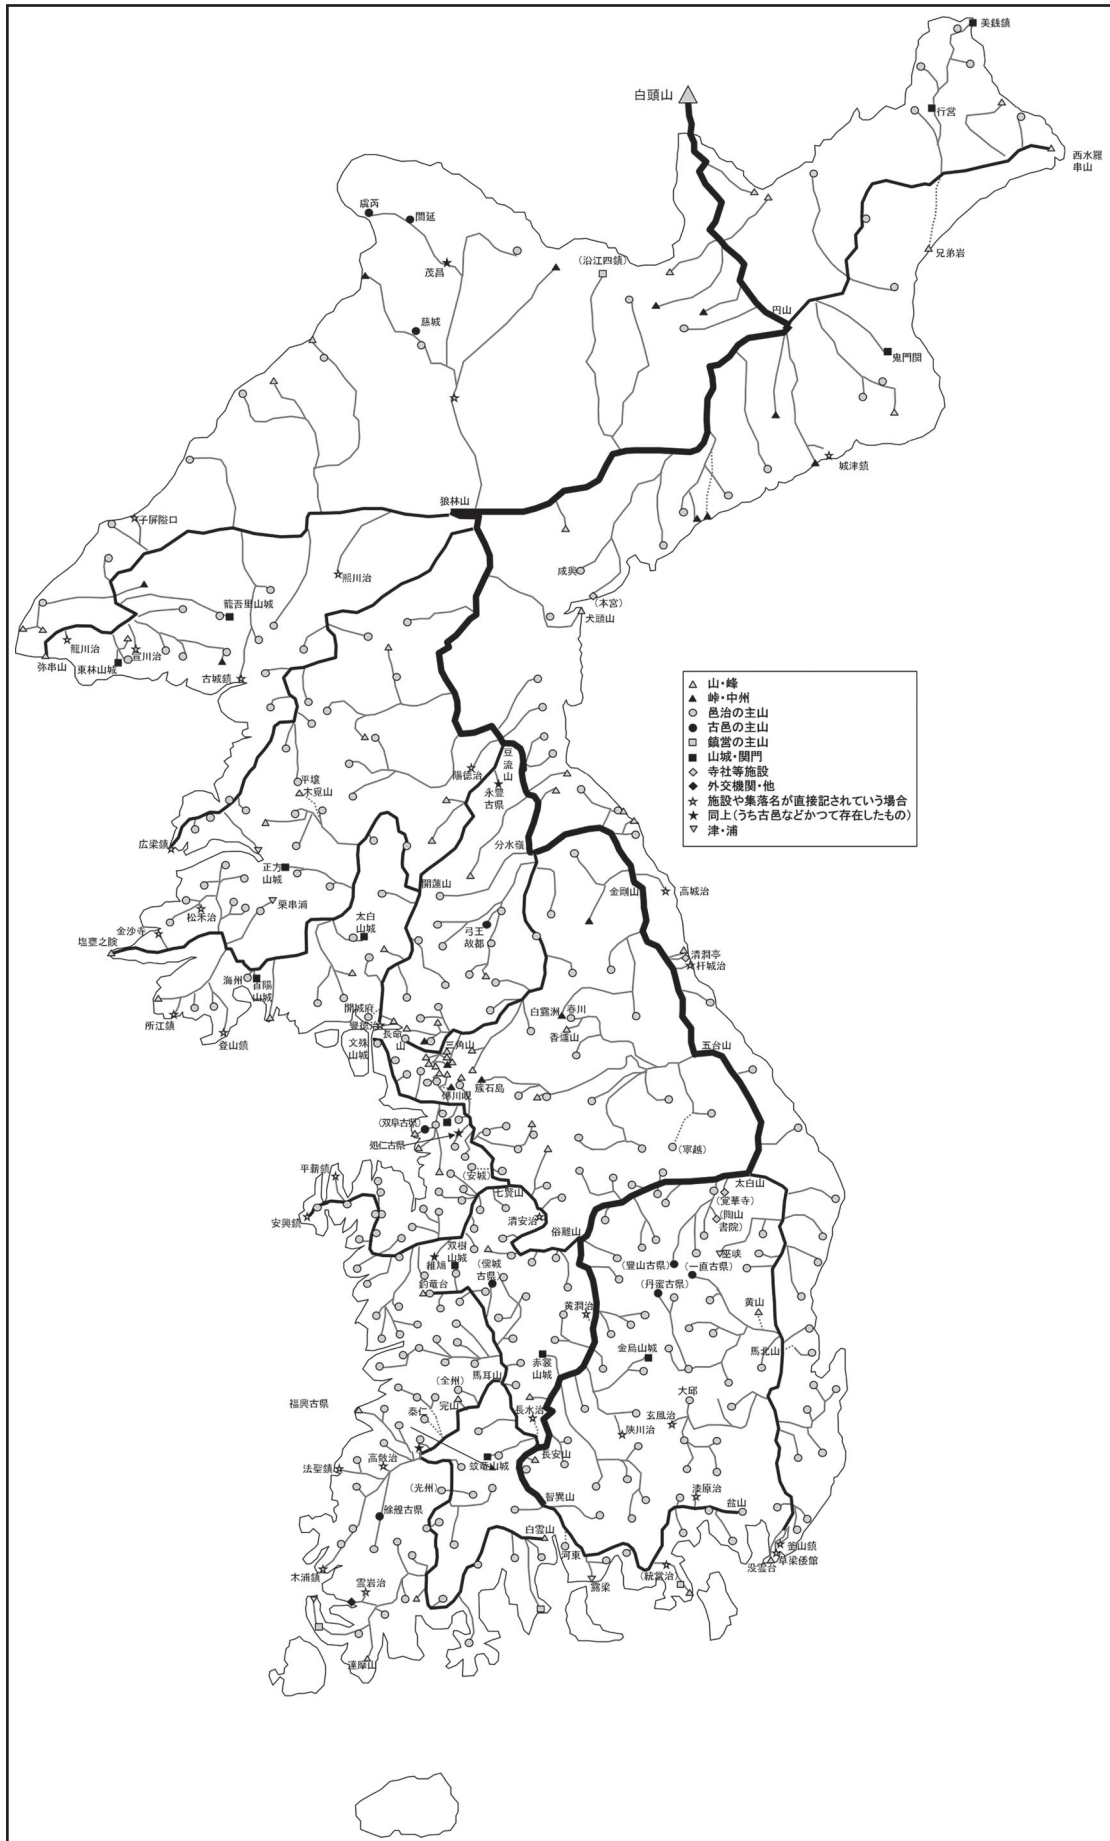 美銭鎮
白頭山
行営
西水羅
串山
虞芮
閭延
兄弟岩
(沿江四鎮)
茂昌
円山
慈城
鬼門関
城津鎮
狼林山
子屏隘口
咸興
熙川治
(本宮)
籠吾里山城
犬頭山
龍川治
宣川治
弥串山
東林山城
古城鎮
山・峰
峠・中州
邑治の主山
古邑の主山
鎮営の主山
山城・関門
寺社等施設
外交機関・他
施設や集落名が直接記されていう場合
同上(うち古邑などかつて存在したもの)
津・浦
豆
流
山
陽徳治
平壌
木覓山
永豊
古県
広梁鎮
分水嶺
正方
山城
開蓮山
金剛山
高城治
栗串浦
松禾治
太白
山城
金沙寺
弓王
故都
塩甕之険
清澗亭
杆城治
海州
首陽
山城
開城府
白鷺洲
春川
所江鎮
豊徳治
長命
山
登山鎮
文殊
山城
三角山
香爐山
五台山
簇石島
(双阜古県)
処仁古県
(寧越)
平薪鎮
(安城)
太白山
七賢山
(覚華寺)
安興鎮
清安治
(陶山
書院)
俗離山
双樹
山城
巫峡
維鳩
(豊山古県)
(一直古県)
(儒城
古県)
釣竜台
(丹蜜古県)
黄澗治
黄山
金烏山城
馬北山
馬耳山
赤裳
山城
(全州)
大邱
福興古県
完山
泰仁
長水治
玄風治
陜川治
高敞治
法聖鎮
蛟竜山城
長安山
(光州)
智異山
漆原治
盆山
艅艎古県
白雲山
釜山鎮
草梁倭館
河東
没雲台
木浦鎮
雲岩治
露梁
(統営治)
達摩山